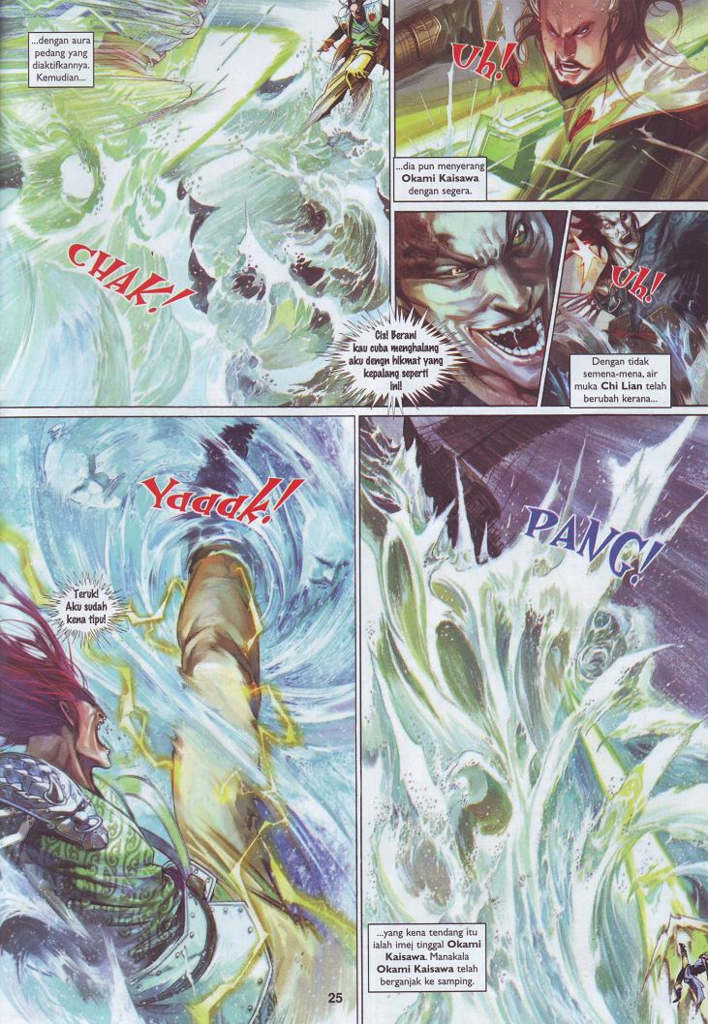 ...dengan aura
pedang yang
diaktifkannya.
Kemudian...
Uh!
...dia pun menyerang
Okami Kaisawa
dengan segera.
CHAK!
Cis! Berani
kau cuba menghalang
aku dengn hikmat yang
kepalang seperti
ini!
Uh!
Dengan tidak
semena-mena, air
muka Chi Lian telah
berubah kerana...
Yaaak!
Teruk!
Aku sudah
kena tipu!
PANG!
...yang kena tendang itu
ialah imej tinggal Okami
Kaisawa. Manakala
Okami Kaisawa telah
berganjak ke samping.
25